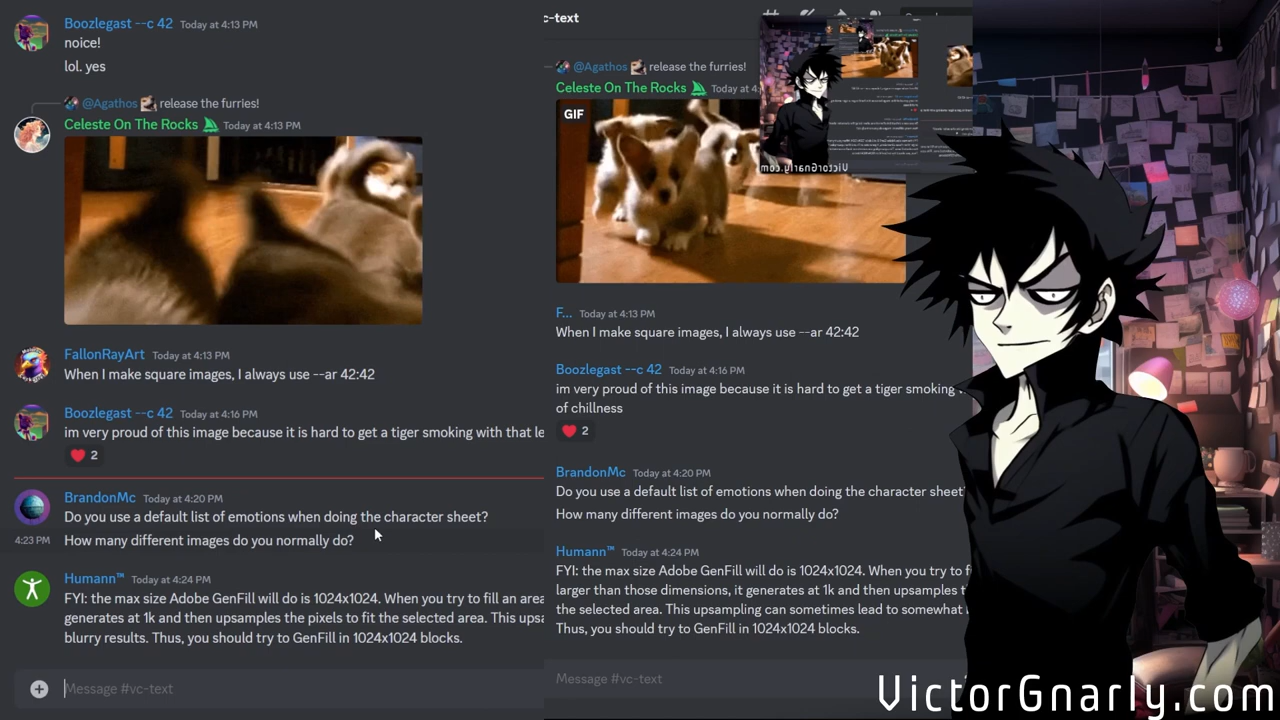 Boozlegast --c 42 Today at 4:13 PM
noice!
lol. yes
@Agathos release the furries!
Celeste On The Rocks Today at 4:13 PM
FallonRayArt Today at 4:13 PM
When I make square images, I always use --ar 42:42
Boozlegast --c 42 Today at 4:16 PM
im very proud of this image because it is hard to get a tiger smoking with that le
2
BrandonMc Today at 4:20 PM
Do you use a default list of emotions when doing the character sheet?
4:23 PM How many different images do you normally do?
Humann™ Today at 4:24 PM
FYI: the max size Adobe GenFill will do is 1024x1024. When you try to fill an area
generates at 1k and then upsamples the pixels to fit the selected area. This upsa
blurry results. Thus, you should try to GenFill in 1024x1024 blocks.
Message #vc-text
c-text
@Agathos release the furries!
Celeste On The Rocks Today at 4
GIF
VictorGnarly.com
F... Today at 4:13 PM
When I make square images, I always use --ar 42:42
Boozlegast --c 42 Today at 4:16 PM
im very proud of this image because it is hard to get a tiger smoking
of chillness
2
BrandonMc Today at 4:20 PM
Do you use a default list of emotions when doing the character sheet?
How many different images do you normally do?
Humann™ Today at 4:24 PM
FYI: the max size Adobe GenFill will do is 1024x1024. When you try to f
larger than those dimensions, it generates at 1k and then upsamples t
the selected area. This upsampling can sometimes lead to somewhat
Thus, you should try to GenFill in 1024x1024 blocks.
Message #vc-text
VictorGnarly.com